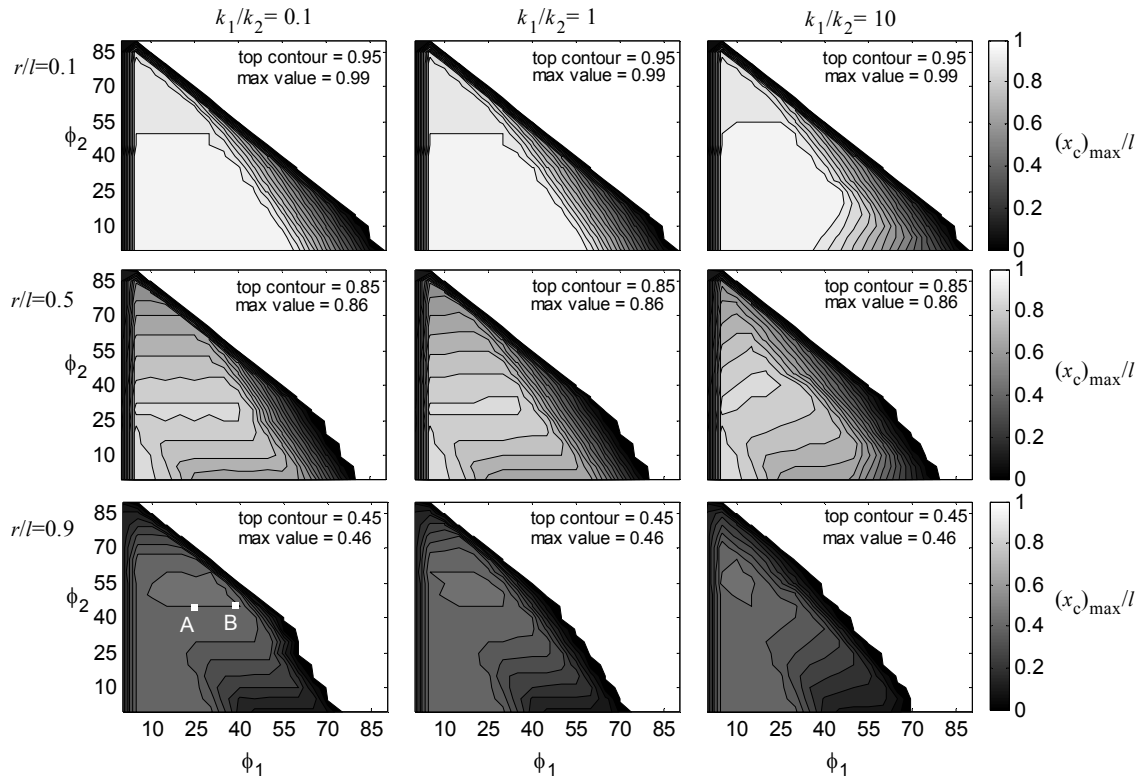 k1/k2= 0.1
k1/k2= 1
k1/k2= 10
r/l=0.1
85
70
55
40
25
10
ϕ2
top contour = 0.95
max value = 0.99
top contour = 0.95
max value = 0.99
top contour = 0.95
max value = 0.99
1
0.8
0.6
0.4
0.2
0
(xc)max/l
r/l=0.5
85
70
55
40
25
10
ϕ2
top contour = 0.85
max value = 0.86
top contour = 0.85
max value = 0.86
top contour = 0.85
max value = 0.86
1
0.8
0.6
0.4
0.2
0
(xc)max/l
r/l=0.9
85
70
55
40
25
10
ϕ2
top contour = 0.45
max value = 0.46
A B
top contour = 0.45
max value = 0.46
top contour = 0.45
max value = 0.46
1
0.8
0.6
0.4
0.2
0
(xc)max/l
10 25 40 55 70 85
10 25 40 55 70 85
10 25 40 55 70 85
ϕ1
ϕ1
ϕ1